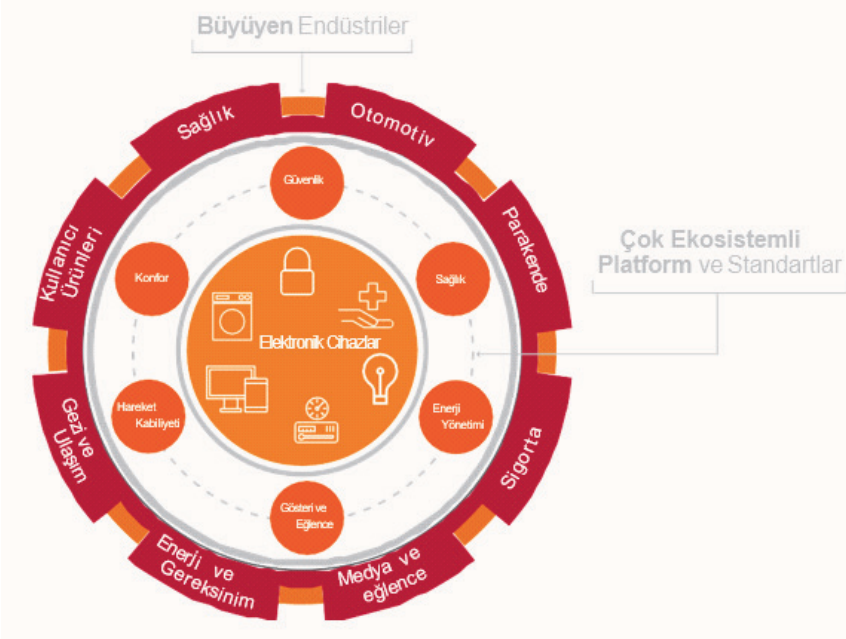 Büyüyen Endüstriler
Sağlık
Otomotiv
Parakende
Sigorta
Medya ve
eğlence
Enerji ve
Gereksinim
Gezi ve
Ulaşım
Kullanıcı
Ürünleri
Güvenlik
Sağlık
Enerji
Yönetimi
Gösteri ve
Eğlence
Hareket
Kabiliyeti
Konfor
Elektronik Cihazlar
Çok Ekosistemli
Platform ve Standartlar